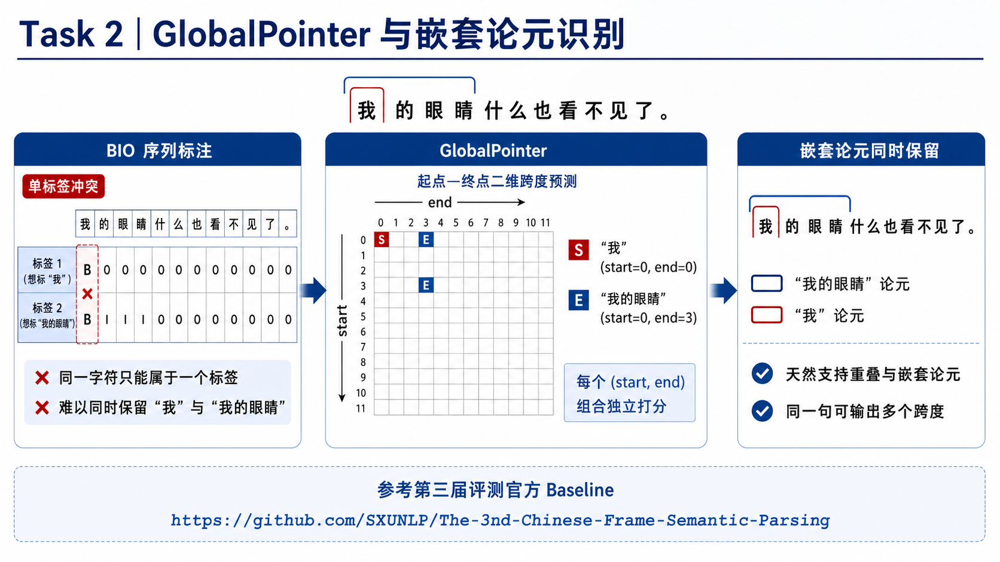 Task 2 | GlobalPointer 与嵌套论元识别
我的眼睛什么也看不见了。
BIO 序列标注
单标签冲突
我 的 眼 睛 什 么 也 看 不 见 了 。
标签 1
(想标 “我”)
B 0 0 0 0 0 0 0 0 0 0 0
标签 2
(想标 “我的眼睛”)
B I I I 0 0 0 0 0 0 0 0
同一字符只能属于一个标签
难以同时保留 “我” 与 “我的眼睛”
GlobalPointer
起点—终点二维跨度预测
end
0 1 2 3 4 5 6 7 8 9 10 11
start
0 S E
1
2
3 E
4
5
6
7
8
9
10
11
S “我”
(start=0, end=0)
E “我的眼睛”
(start=0, end=3)
每个 (start, end)
组合独立打分
嵌套论元同时保留
我的眼睛什么也看不见了。
“我的眼睛” 论元
“我” 论元
天然支持重叠与嵌套论元
同一句可输出多个跨度
参考第三届评测官方 Baseline
https://github.com/SXUNLP/The-3nd-Chinese-Frame-Semantic-Parsing